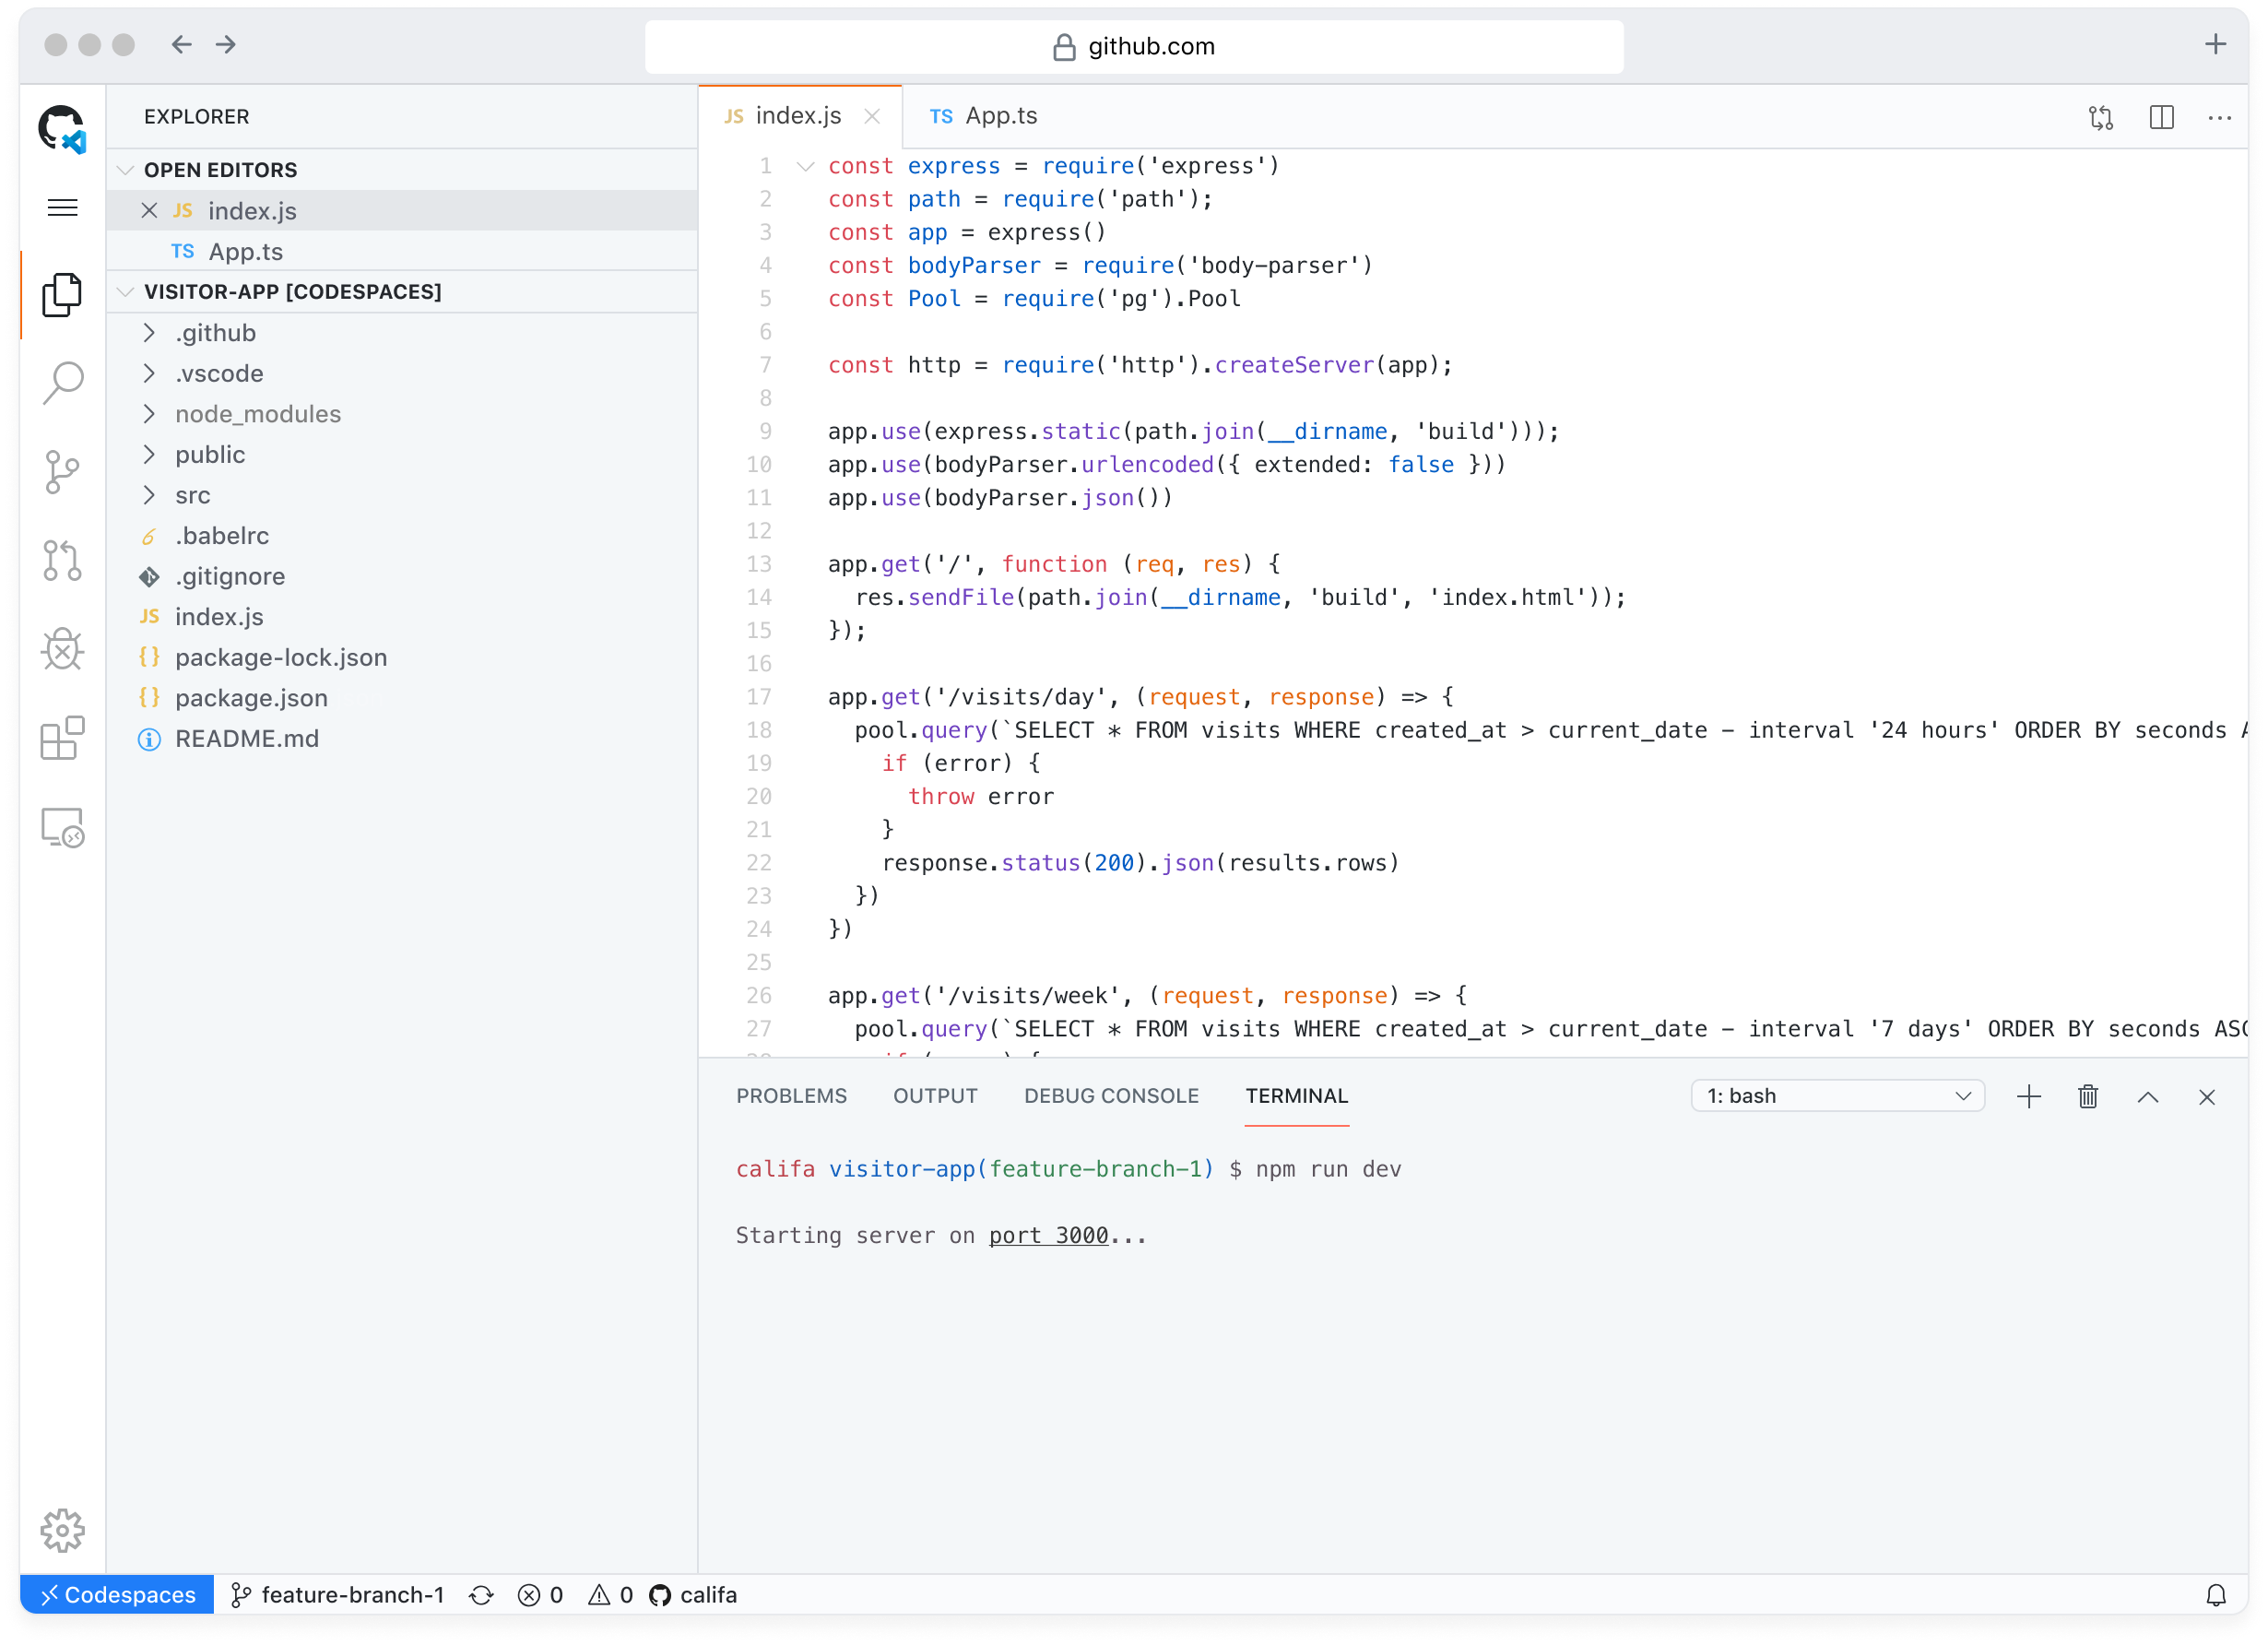 github.com
EXPLORER
OPEN EDITORS
JS index.js
TS App.ts
VISITOR-APP [CODESPACES]
.github
.vscode
node_modules
public
src
.babelrc
.gitignore
JS index.js
{} package-lock.json
{} package.json
README.md
JS index.js
TS App.ts
1 const express = require('express')
2 const path = require('path');
3 const app = express()
4 const bodyParser = require('body-parser')
5 const Pool = require('pg').Pool
6
7 const http = require('http').createServer(app);
8
9 app.use(express.static(path.join(__dirname, 'build')));
10 app.use(bodyParser.urlencoded({ extended: false }))
11 app.use(bodyParser.json())
12
13 app.get('/', function (req, res) {
14 res.sendFile(path.join(__dirname, 'build', 'index.html'));
15 });
16
17 app.get('/visits/day', (request, response) => {
18 pool.query(`SELECT * FROM visits WHERE created_at > current_date - interval '24 hours' ORDER BY seconds
19 if (error) {
20 throw error
21 }
22 response.status(200).json(results.rows)
23 })
24 })
25
26 app.get('/visits/week', (request, response) => {
27 pool.query(`SELECT * FROM visits WHERE created_at > current_date - interval '7 days' ORDER BY seconds ASC
PROBLEMS
OUTPUT
DEBUG CONSOLE
TERMINAL
1: bash
califa visitor-app(feature-branch-1) $ npm run dev
Starting server on port 3000...
Codespaces
feature-branch-1
0
0
califa